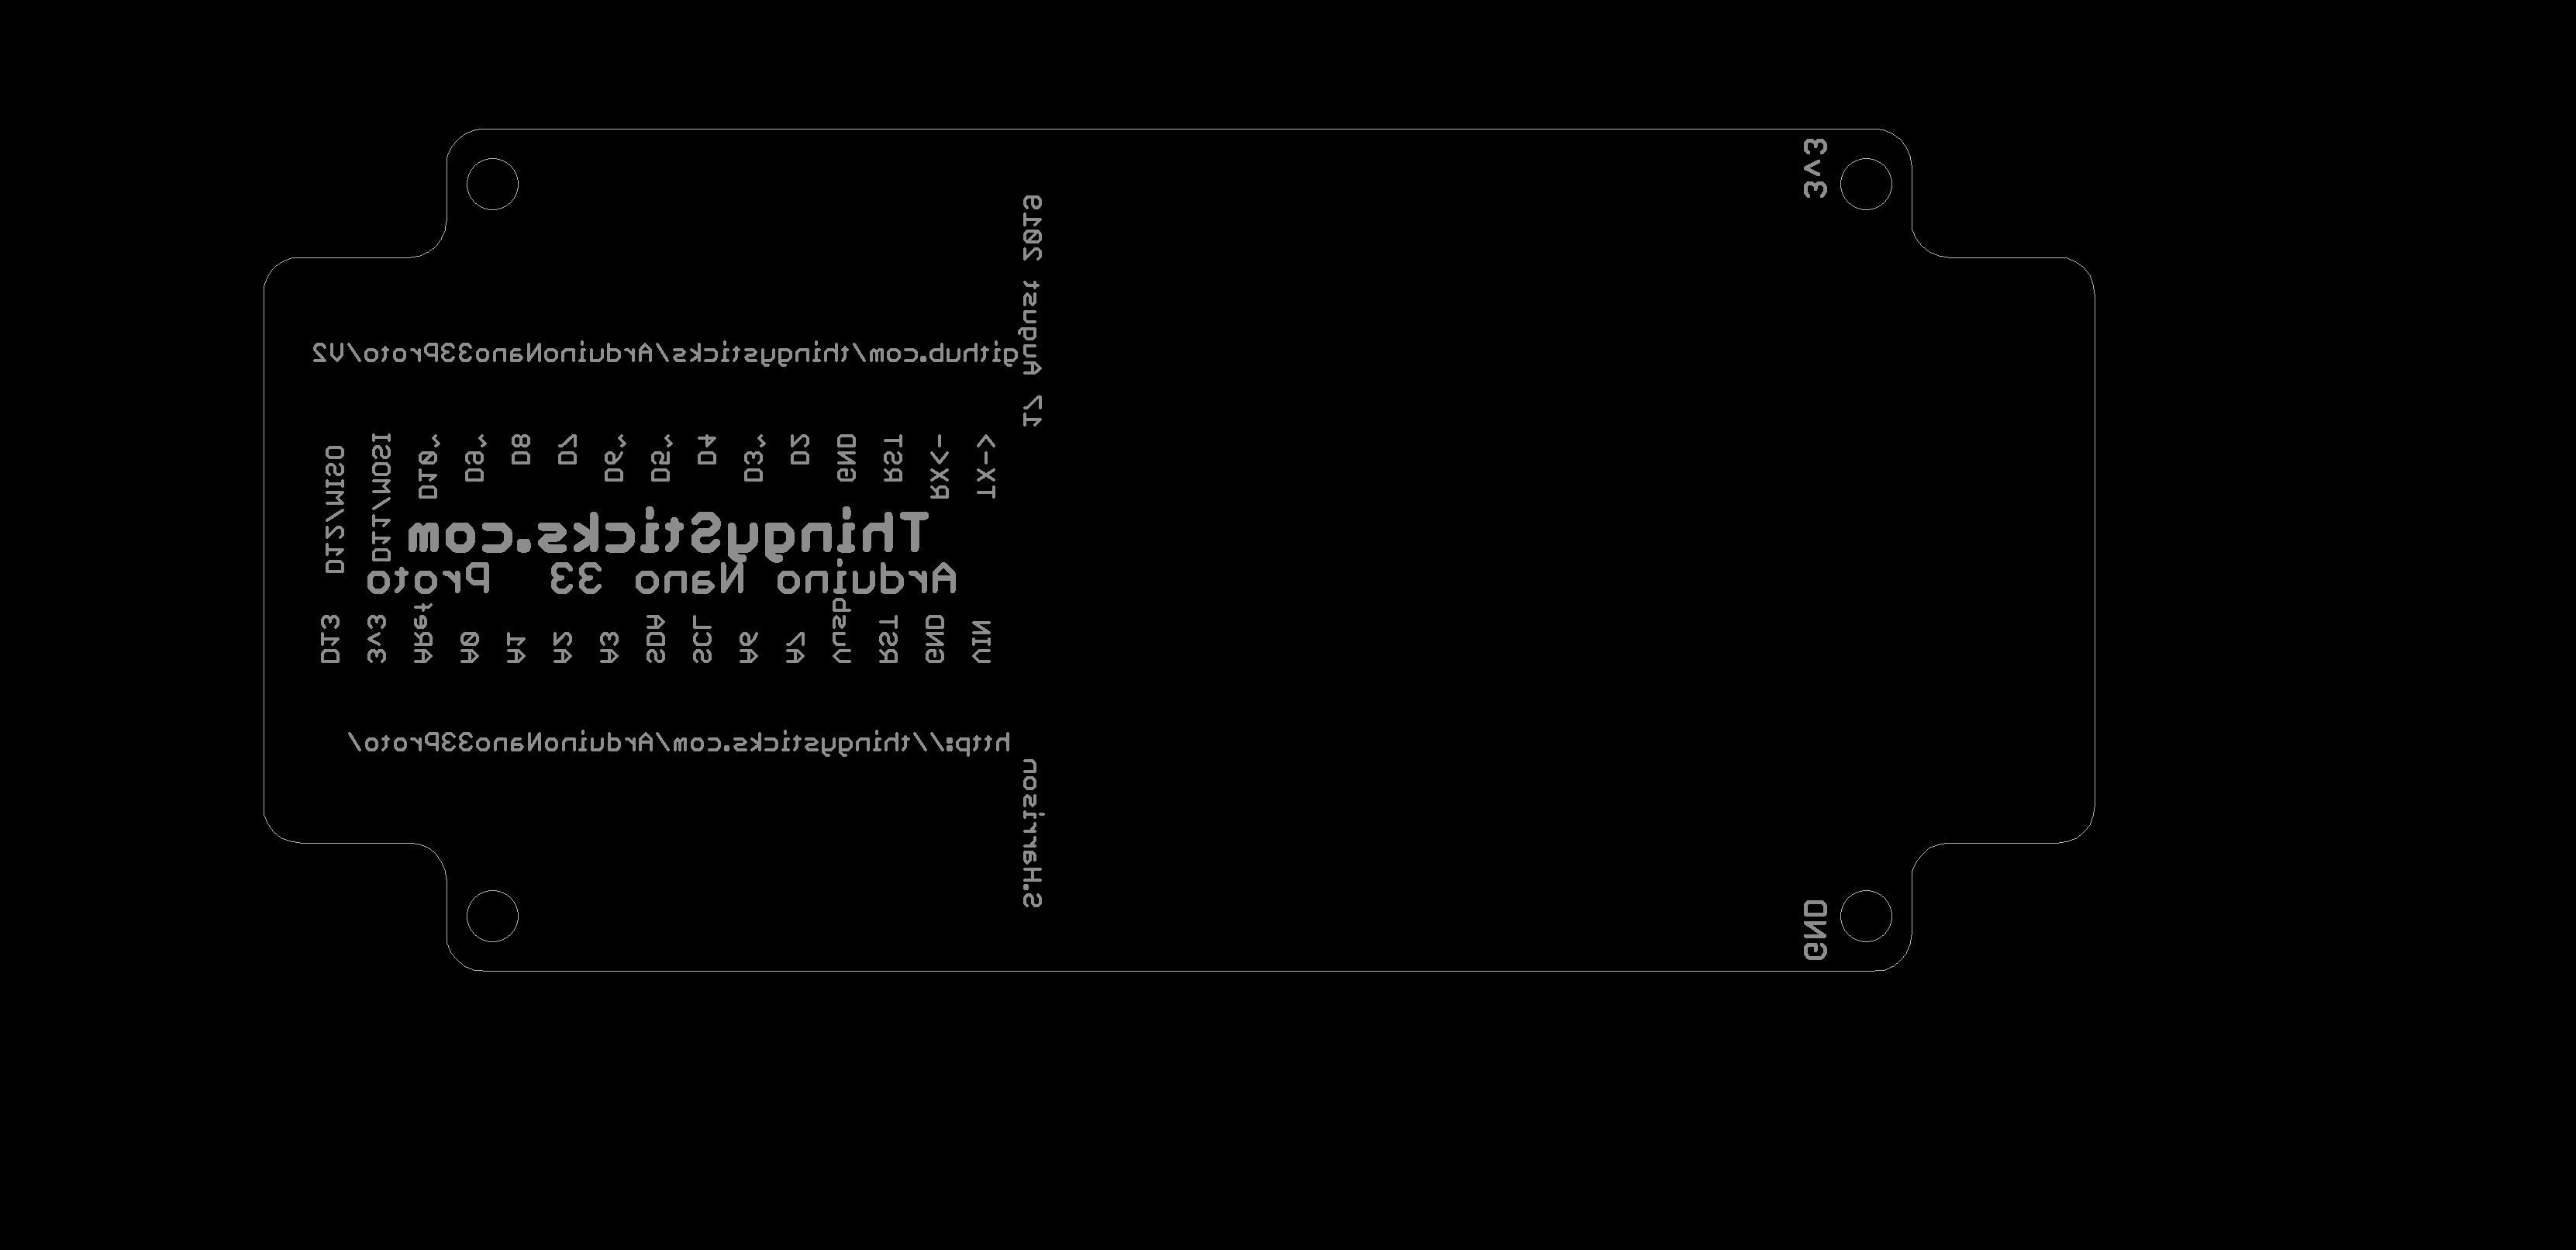 3v3
17 August 2019
github.com/thingysticks/ArduinoNano33Proto/V2
D12/MISO
D11/MOSI
D10~
D9~
D8
D7
D6~
D5~
D4
D3~
D2
GND
RST
RX<-
TX->
ThingySticks.com
Arduino Nano 33 Proto
D13
3v3
ARef
A0
A1
A2
A3
SDA
SCL
A6
A7
Vusb
RST
GND
VIN
http://thingysticks.com/ArduinoNano33Proto/
S.Harrison
GND